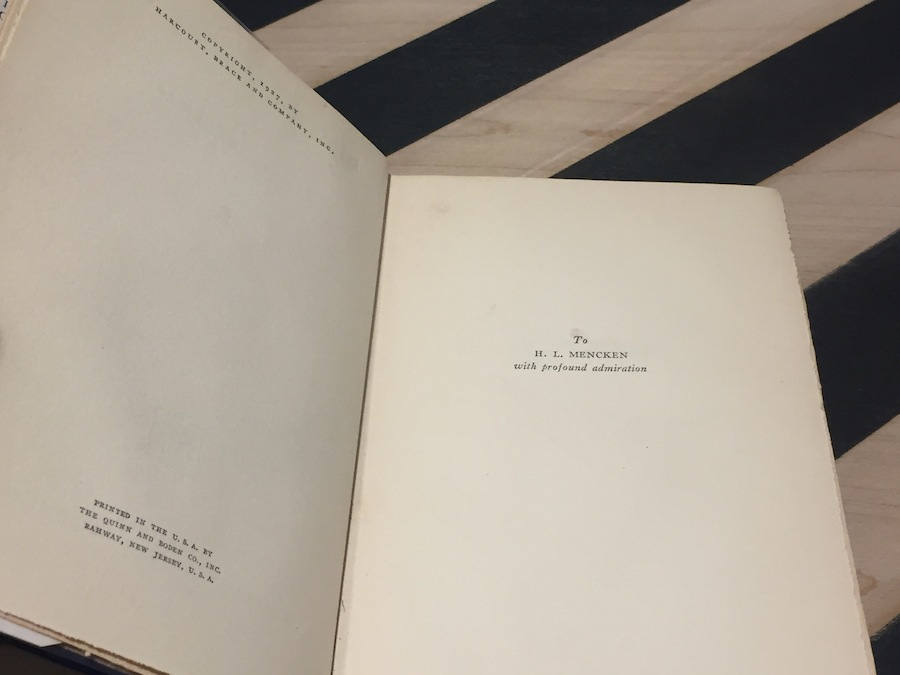 COPYRIGHT, 1927, BY
HARCOURT, BRACE AND COMPANY, INC.
PRINTED IN THE U. S. A. BY
THE QUINN AND BODEN CO., INC.
RAHWAY, NEW JERSEY, U. S. A.
To
H. L. MENCKEN
with profound admiration